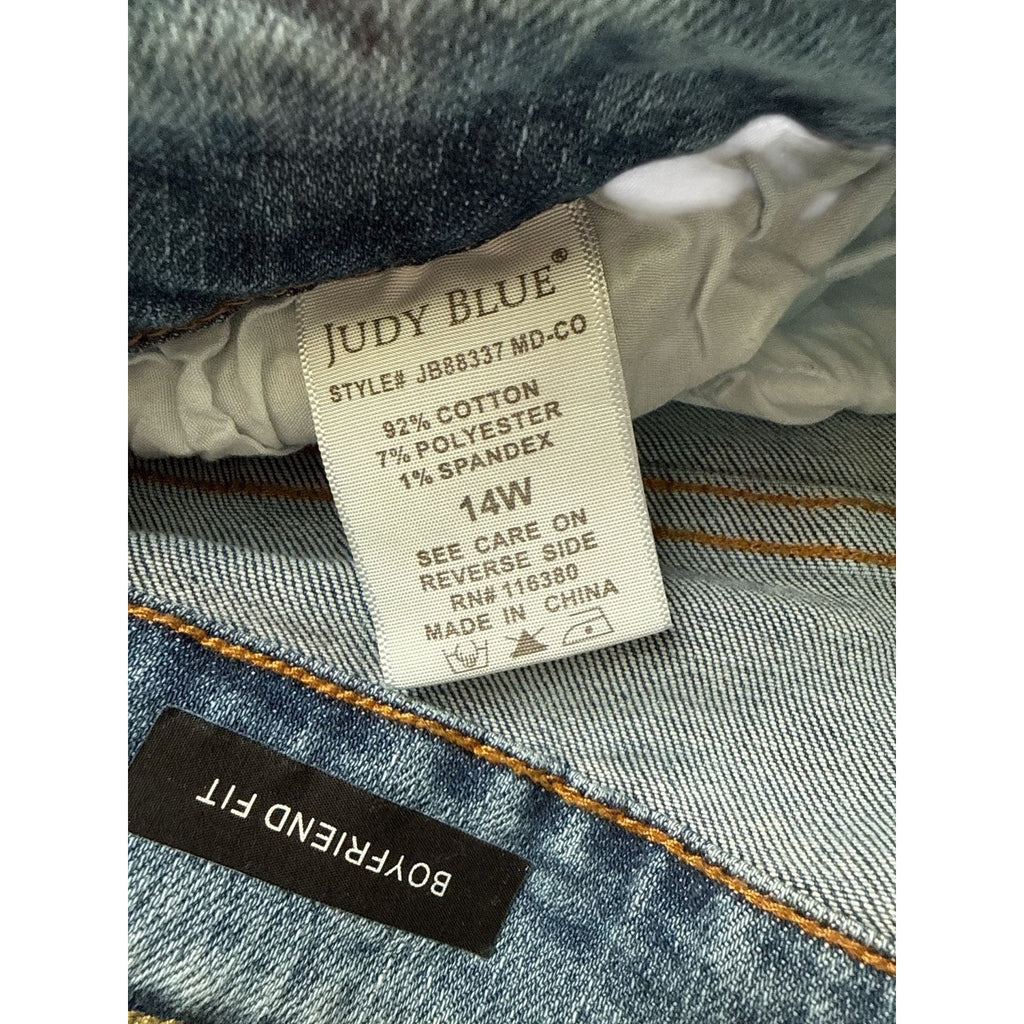 JUDY BLUE®
STYLE# JB88337 MD-CO
92% COTTON
7% POLYESTER
1% SPANDEX
14W
SEE CARE ON
REVERSE SIDE
RN# 116380
MADE IN CHINA
BOYFRIEND FIT